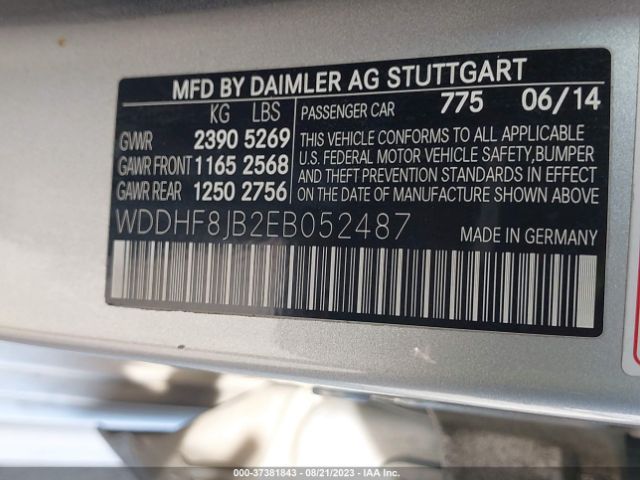 MFD BY DAIMLER AG STUTTGART
KG LBS PASSENGER CAR 775 06/14
GVWR 2390 5269 THIS VEHICLE CONFORMS TO ALL APPLICABLE
GAWR FRONT 1165 2568 U.S. FEDERAL MOTOR VEHICLE SAFETY,BUMPER
GAWR REAR 1250 2756 AND THEFT PREVENTION STANDARDS IN EFFECT
ON THE DATE OF MANUFACTURE SHOWN ABOVE
WDDHF8JB2EB052487 MADE IN GERMANY
000-37381843 - 08/21/2023 - IAA Inc.